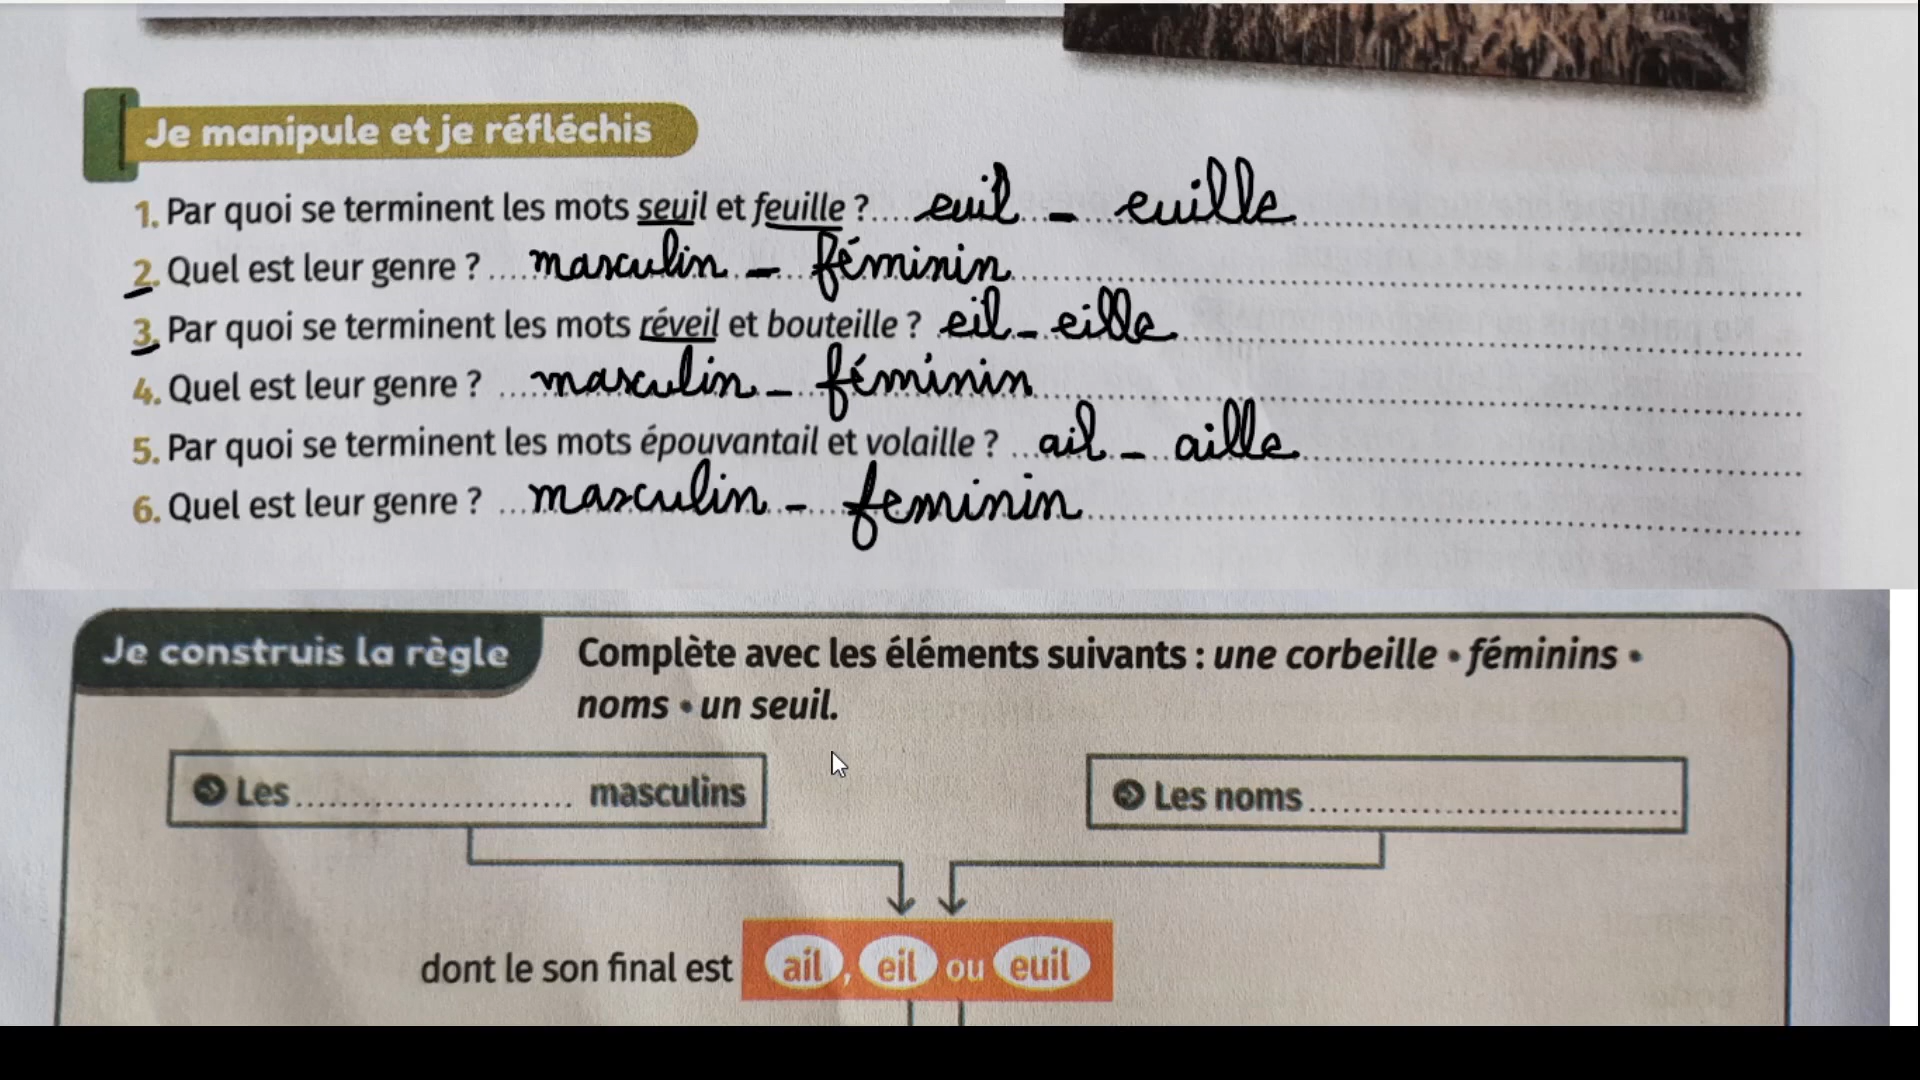 Je manipule et je réfléchis
1. Par quoi se terminent les mots seuil et feuille ? euil - euille
2. Quel est leur genre ? masculin - féminin
3. Par quoi se terminent les mots réveil et bouteille ? eil - eille
4. Quel est leur genre ? masculin - féminin
5. Par quoi se terminent les mots épouvantail et volaille ? ail - aille
6. Quel est leur genre ? masculin - feminin
Je construis la règle Complète avec les éléments suivants : une corbeille • féminins •
noms • un seuil.
Les ........................ masculins
Les noms ................................
dont le son final est ail, eil ou euil